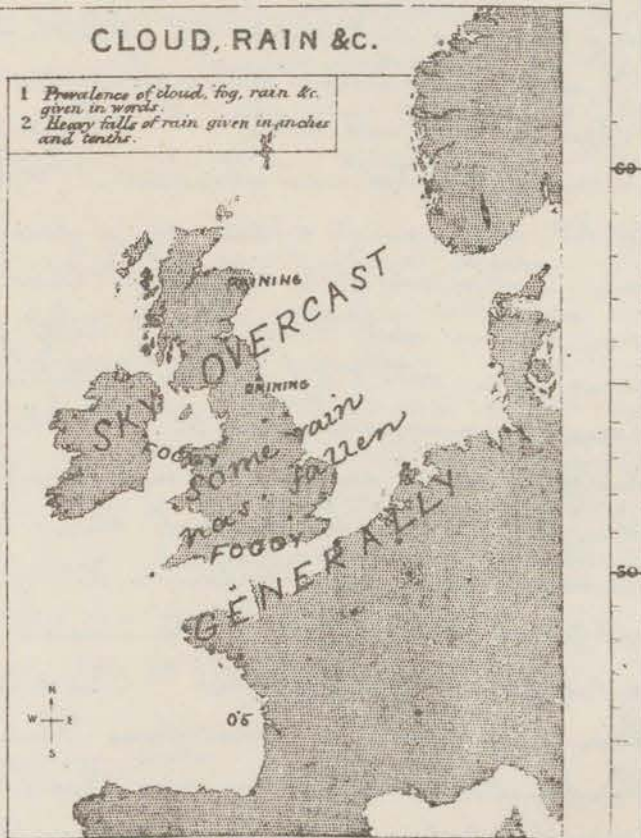 CLOUD, RAIN &c.
1 Prevalence of cloud, fog, rain &c.
given in words.
2 Heavy falls of rain given in inches
and tenths.
60
RAINING
SKY OVERCAST
RAINING
FOGGY
Some rain
has fallen
FOGGY
GENERALLY
50
N
W E
S
0·5